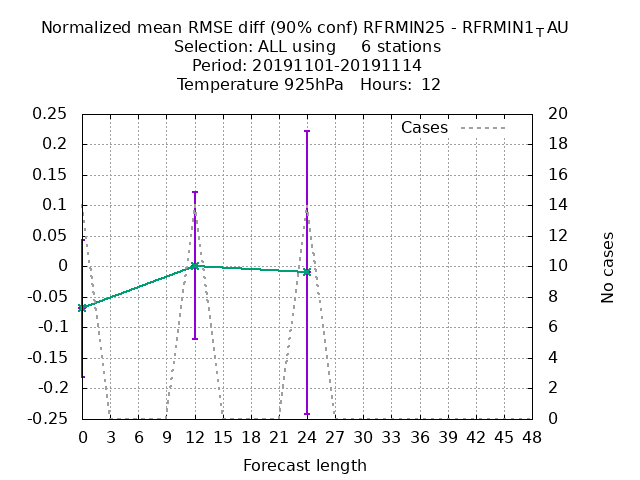 Normalized mean RMSE diff (90% conf) RFRMIN25 - RFRMIN1_TAU
Selection: ALL using     6 stations
Period: 20191101-20191114
Temperature 925hPa   Hours:  12
Cases
0.25
0.2
0.15
0.1
0.05
0
-0.05
-0.1
-0.15
-0.2
-0.25
20
18
16
14
12
10
8
6
4
2
0
No cases
0 3 6 9 12 15 18 21 24 27 30 33 36 39 42 45 48
Forecast length